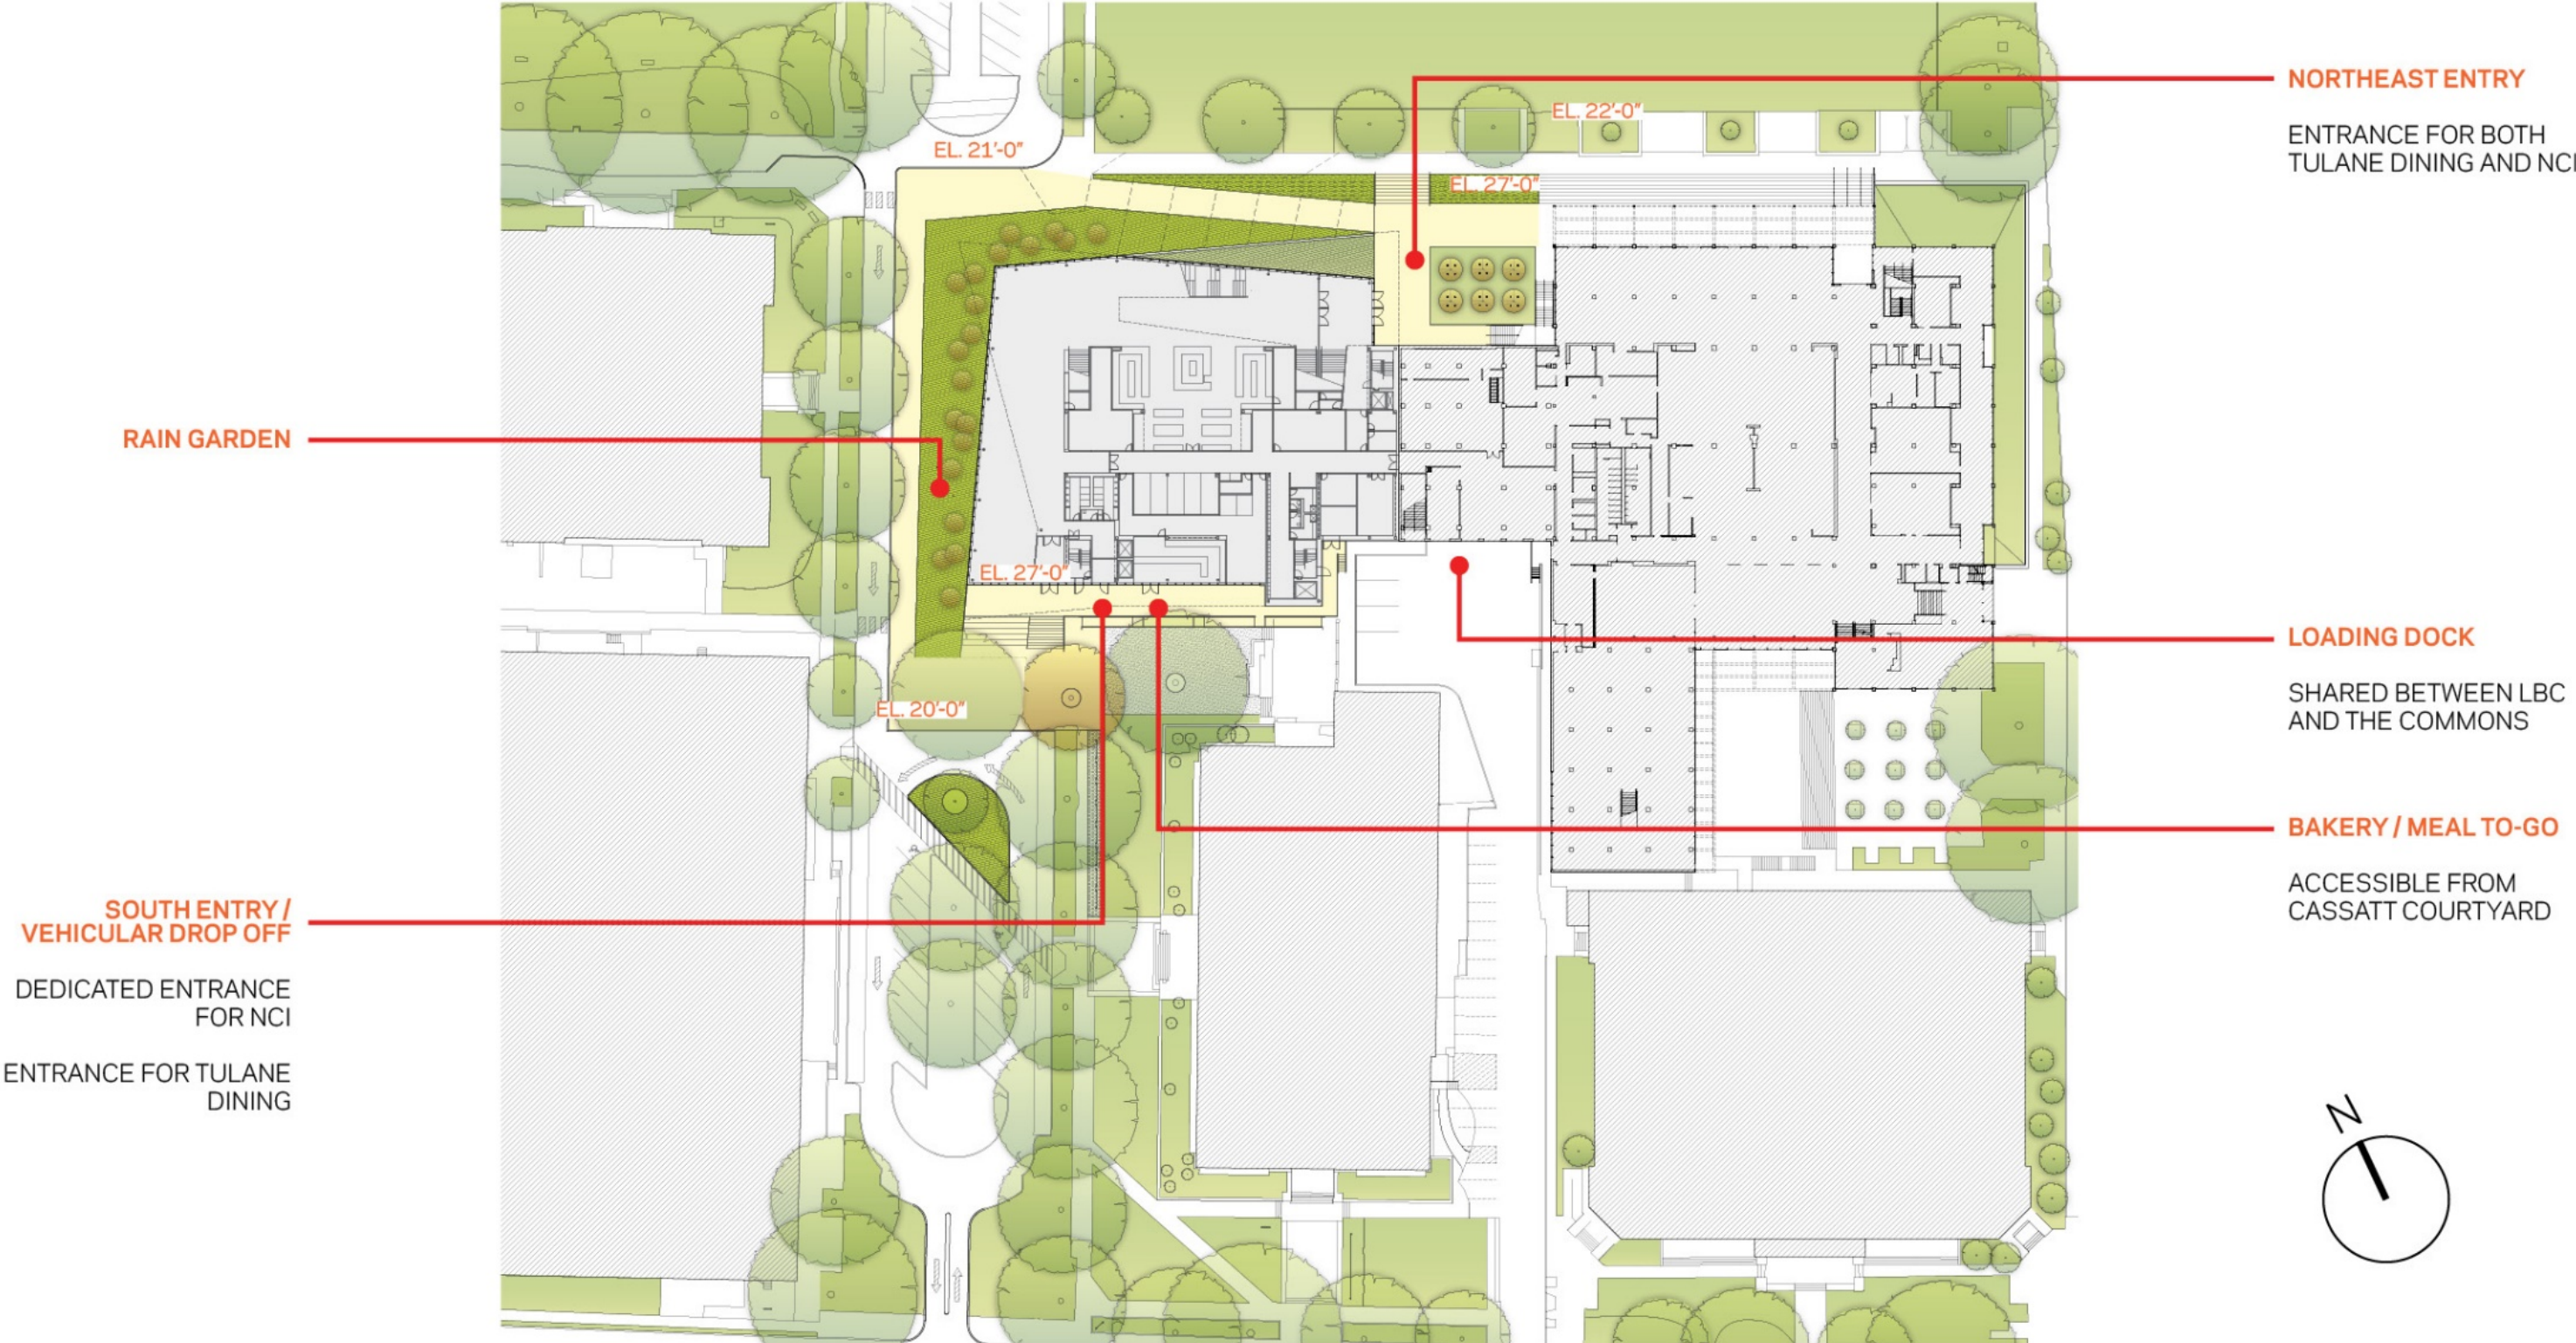 NORTHEAST ENTRY
ENTRANCE FOR BOTH
TULANE DINING AND NCI
EL. 22'-0"
EL. 21'-0"
EL. 27'-0"
RAIN GARDEN
EL. 27'-0"
LOADING DOCK
SHARED BETWEEN LBC
AND THE COMMONS
EL. 20'-0"
BAKERY / MEAL TO-GO
ACCESSIBLE FROM
CASSATT COURTYARD
SOUTH ENTRY /
VEHICULAR DROP OFF
DEDICATED ENTRANCE
FOR NCI
ENTRANCE FOR TULANE
DINING
N